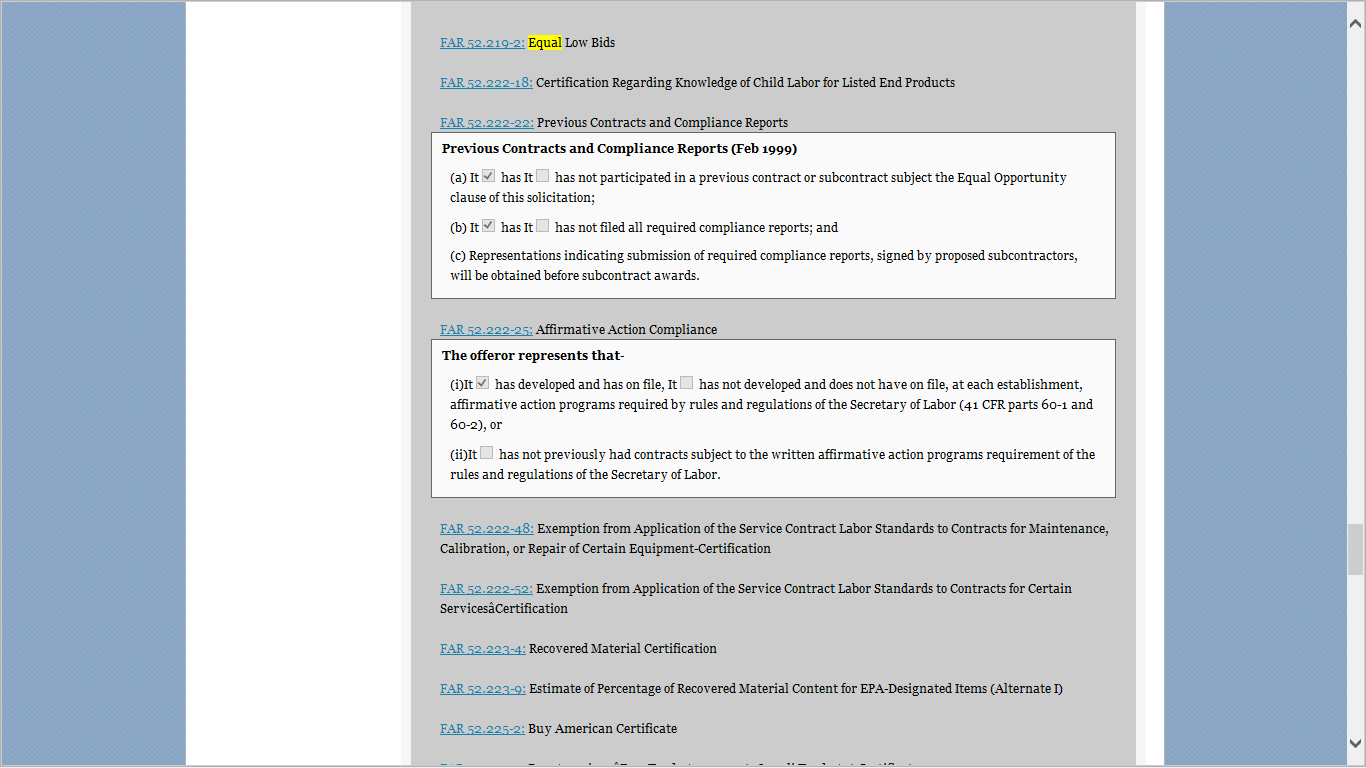 FAR 52.219-2: Equal Low Bids
FAR 52.222-18: Certification Regarding Knowledge of Child Labor for Listed End Products
FAR 52.222-22: Previous Contracts and Compliance Reports
Previous Contracts and Compliance Reports (Feb 1999)
(a) It has It has not participated in a previous contract or subcontract subject the Equal Opportunity
clause of this solicitation;
(b) It has It has not filed all required compliance reports; and
(c) Representations indicating submission of required compliance reports, signed by proposed subcontractors,
will be obtained before subcontract awards.
FAR 52.222-25: Affirmative Action Compliance
The offeror represents that-
(i)It has developed and has on file, It has not developed and does not have on file, at each establishment,
affirmative action programs required by rules and regulations of the Secretary of Labor (41 CFR parts 60-1 and
60-2), or
(ii)It has not previously had contracts subject to the written affirmative action programs requirement of the
rules and regulations of the Secretary of Labor.
FAR 52.222-48: Exemption from Application of the Service Contract Labor Standards to Contracts for Maintenance,
Calibration, or Repair of Certain Equipment-Certification
FAR 52.222-52: Exemption from Application of the Service Contract Labor Standards to Contracts for Certain
ServicesâCertification
FAR 52.223-4: Recovered Material Certification
FAR 52.223-9: Estimate of Percentage of Recovered Material Content for EPA-Designated Items (Alternate I)
FAR 52.225-2: Buy American Certificate